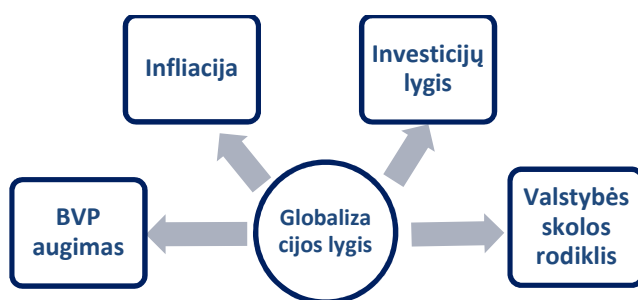 Infliacija
Investicijų
lygis
BVP
augimas
Globaliza
cijos lygis
Valstybės
skolos
rodiklis